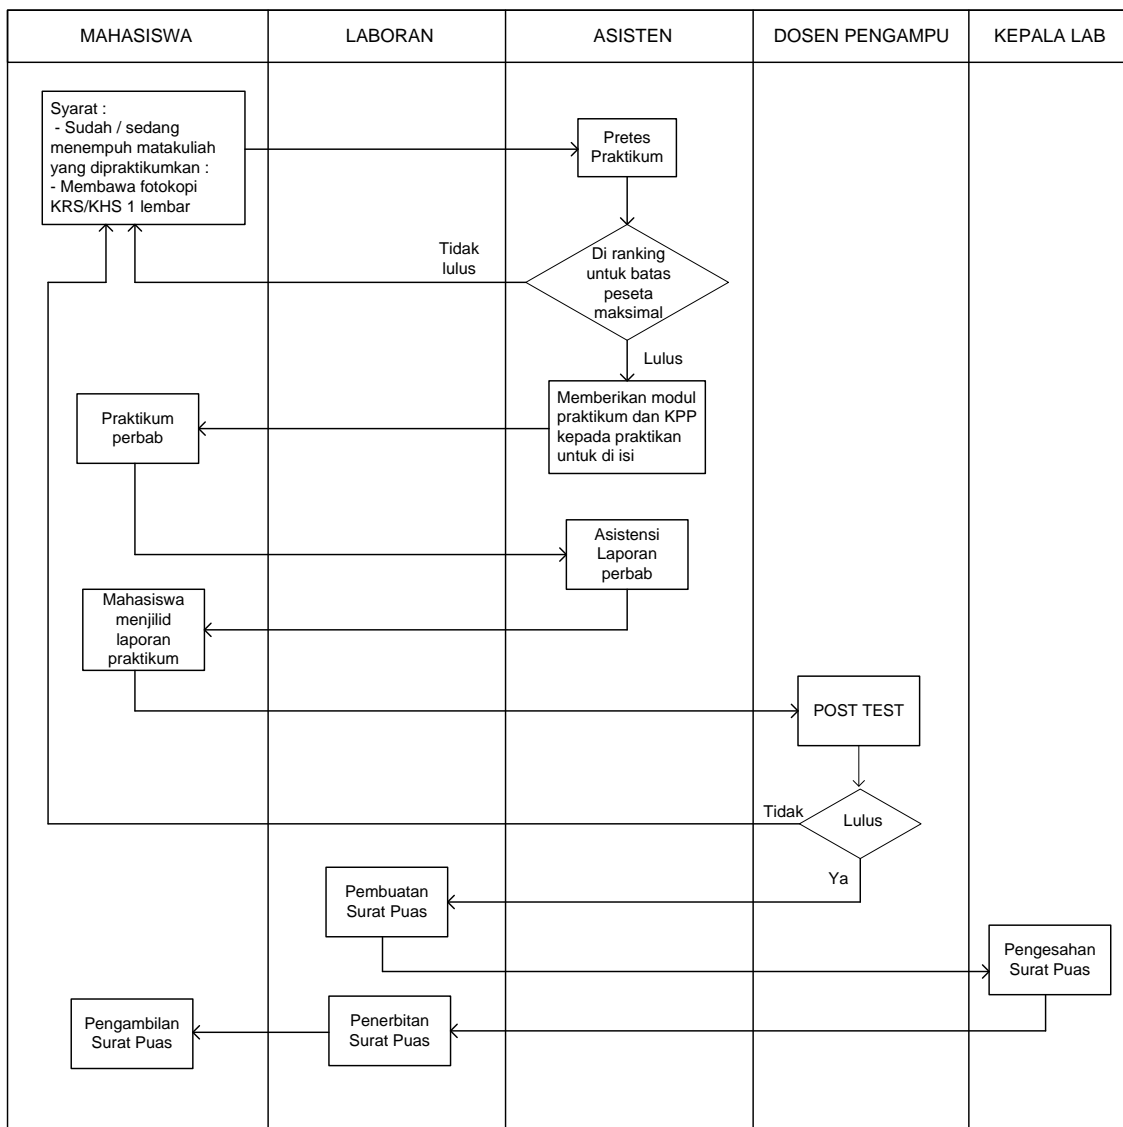 MAHASISWA
LABORAN
ASISTEN
DOSEN PENGAMPU
KEPALA LAB
Syarat :
- Sudah / sedang
menempuh matakuliah
yang dipraktikumkan :
- Membawa fotokopi
KRS/KHS 1 lembar
Pretes
Praktikum
Tidak
lulus
Di ranking
untuk batas
peseta
maksimal
Lulus
Memberikan modul
praktikum dan KPP
kepada praktikan
untuk di isi
Praktikum
perbab
Asistensi
Laporan
perbab
Mahasiswa
menjilid
laporan
praktikum
POST TEST
Tidak
Lulus
Ya
Pembuatan
Surat Puas
Pengesahan
Surat Puas
Penerbitan
Surat Puas
Pengambilan
Surat Puas